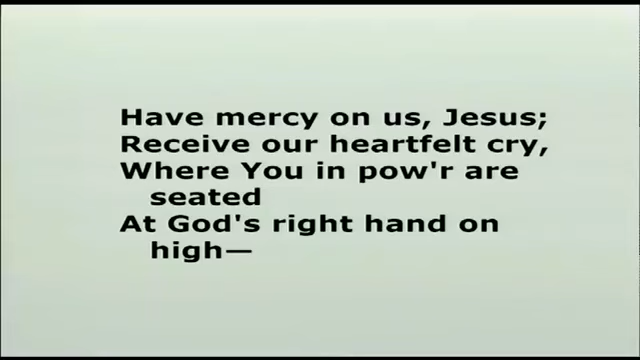 Have mercy on us, Jesus;
Receive our heartfelt cry,
Where You in pow'r are
seated
At God's right hand on
high—